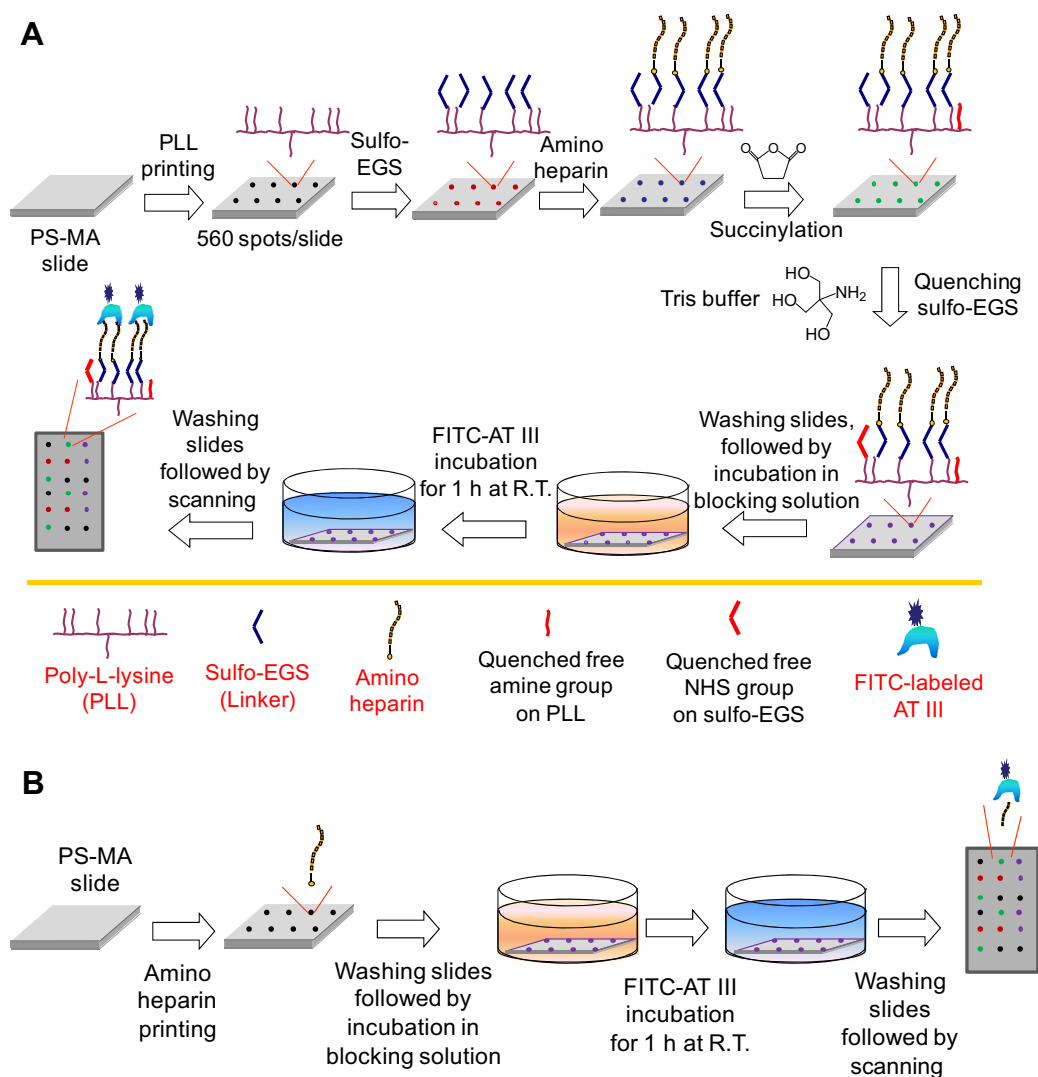 A
PLL
printing
Sulfo-
EGS
Amino
heparin
O
O
O
Succinylation
PS-MA
slide
560 spots/slide
Tris buffer
HO
HO
NH2
HO
Quenching
sulfo-EGS
Washing slides,
followed by
incubation in
blocking solution
FITC-AT III
incubation
for 1 h at R.T.
Washing
slides
followed by
scanning
Poly-L-lysine
(PLL)
Sulfo-EGS
(Linker)
Amino
heparin
Quenched free
amine group
on PLL
Quenched free
NHS group
on sulfo-EGS
FITC-labeled
AT III
B
PS-MA
slide
Amino
heparin
printing
Washing slides
followed by
incubation in
blocking solution
FITC-AT III
incubation
for 1 h at R.T.
Washing
slides
followed by
scanning